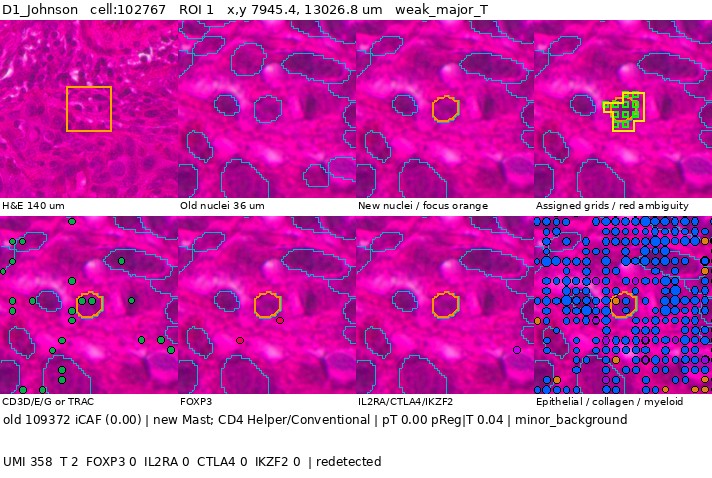 D1_Johnson cell:102767 ROI 1 x,y 7945.4, 13026.8 um weak_major_T
H&E 140 um
Old nuclei 36 um
New nuclei / focus orange
Assigned grids / red ambiguity
CD3D/E/G or TRAC
FOXP3
IL2RA/CTLA4/IKZF2
Epithelial / collagen / myeloid
old 109372 iCAF (0.00) | new Mast; CD4 Helper/Conventional | pT 0.00 pReg|T 0.04 | minor_background
UMI 358 T 2 FOXP3 0 IL2RA 0 CTLA4 0 IKZF2 0 | redetected